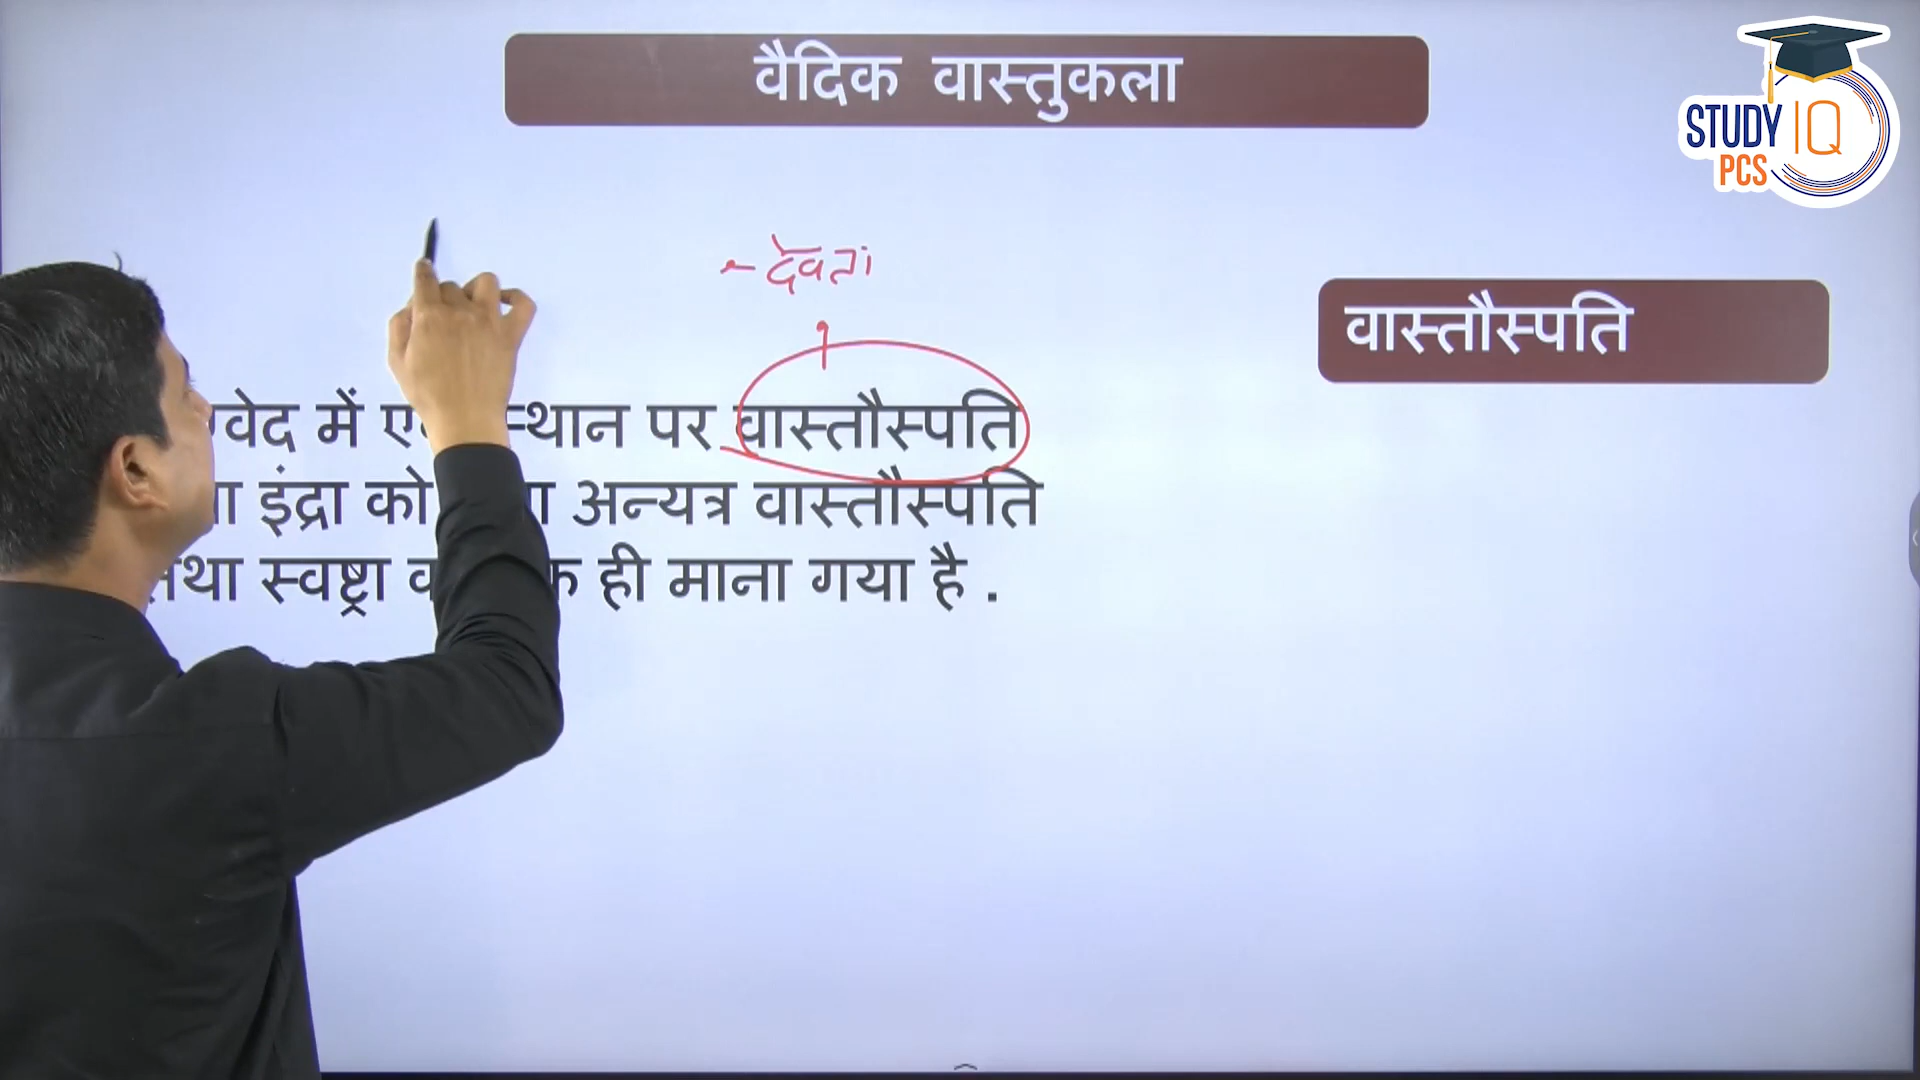 वैदिक वास्तुकला
STUDY IQ
PCS
देवता
वास्तौस्पति
में स्थान पर वास्तौस्पति
इंद्रा को अन्यत्र वास्तौस्पति
स्वष्ट्रा ही माना गया है .